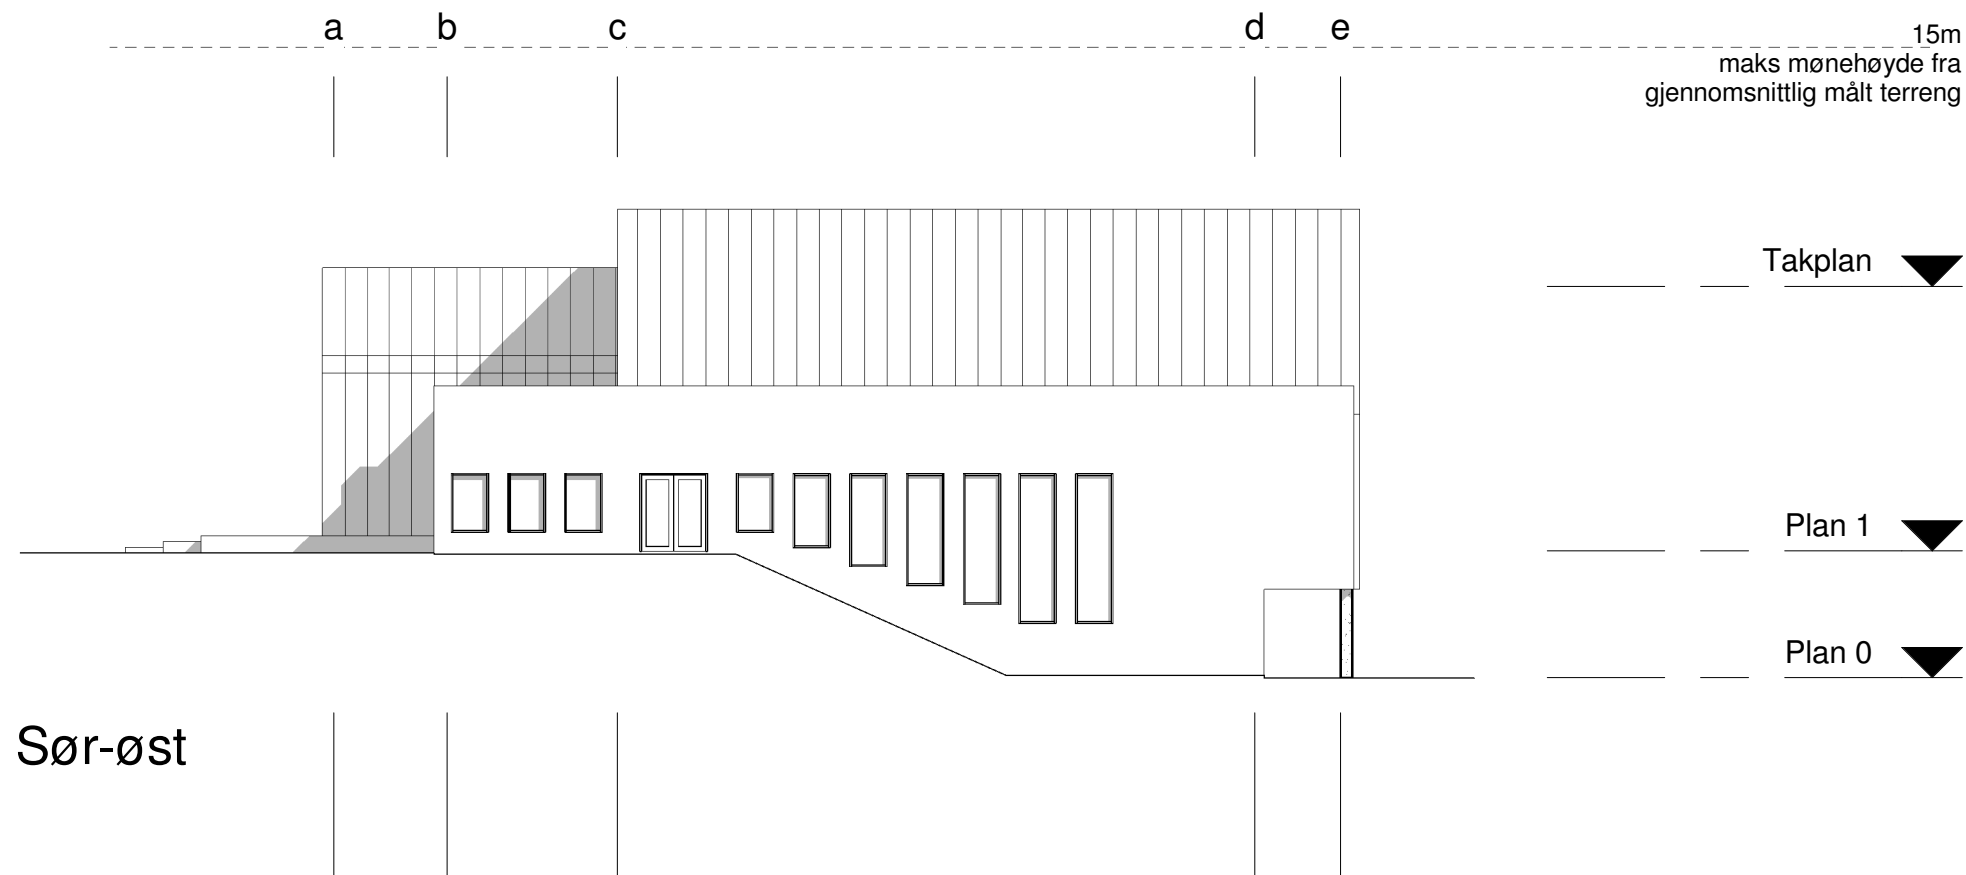 a b c d e
15m
maks mønehøyde fra
gjennomsnittlig målt terreng
Takplan
Plan 1
Plan 0
Sør-øst